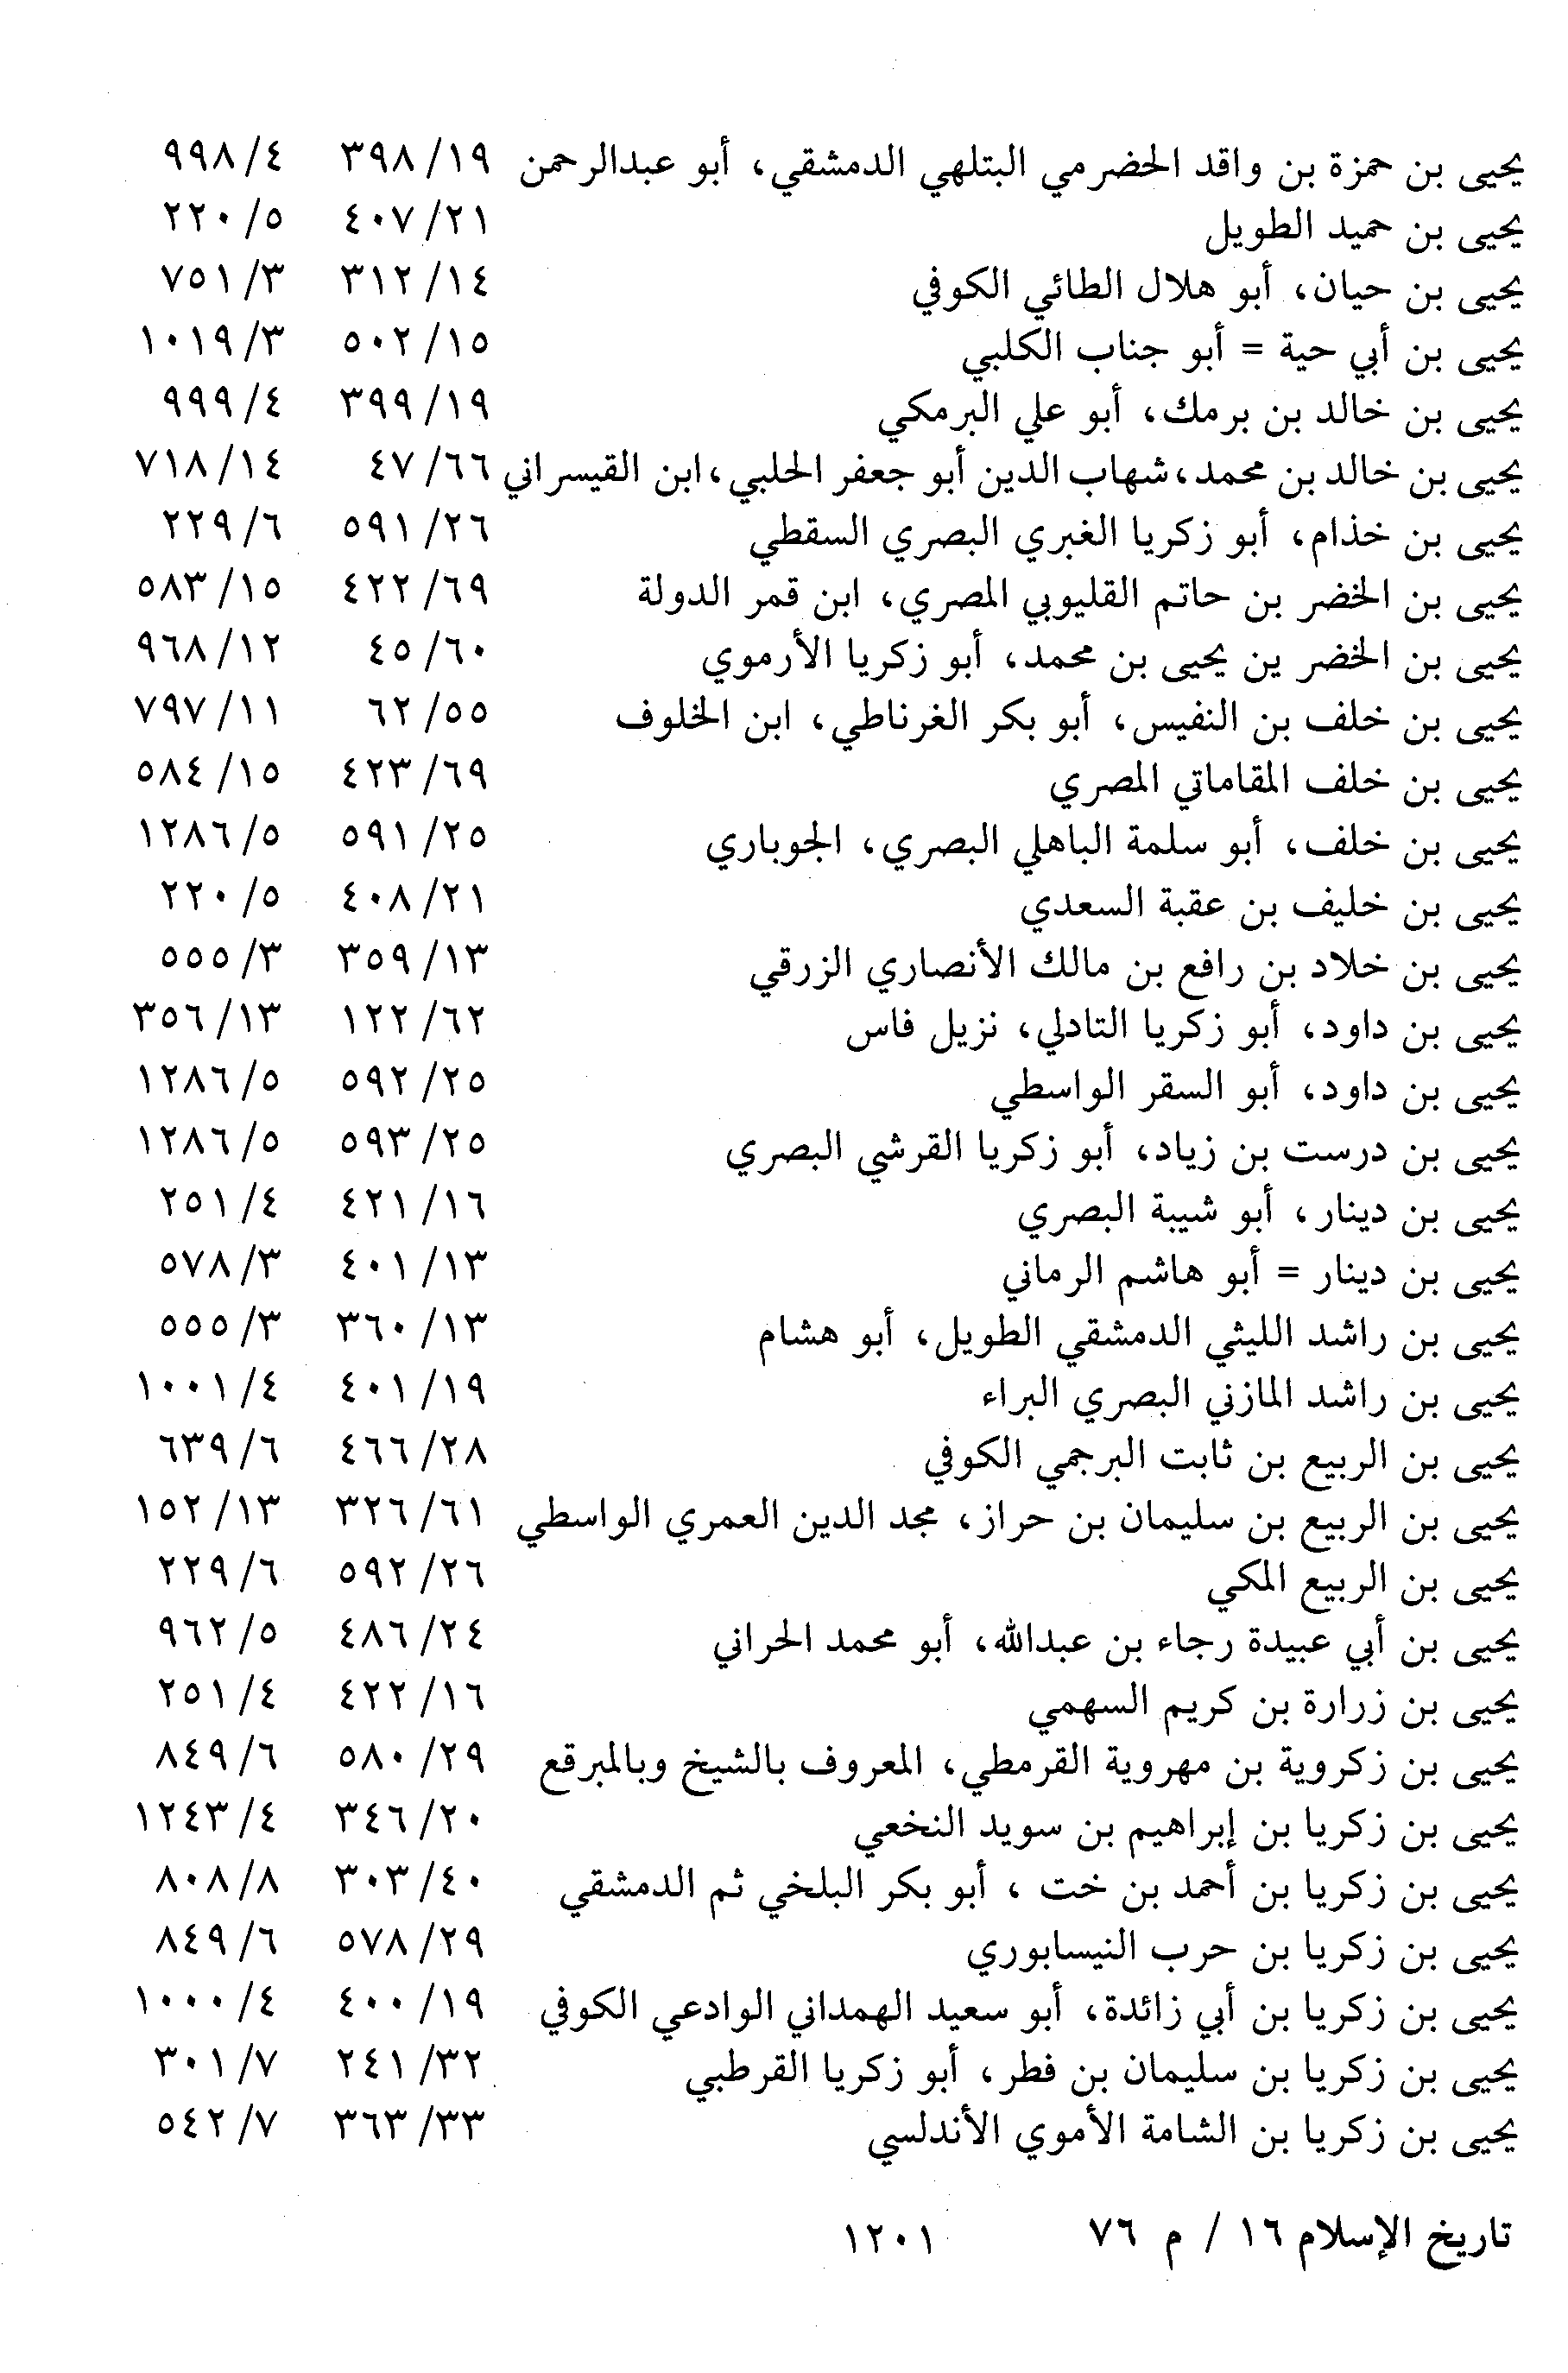 يحيى بن حمزة بن واقد الحضرمي البتلهي الدمشقي، أبو عبدالرحمن ١٩/ ٣٩٨ ٤/ ٩٩٨
يحيى بن حميد الطويل ٢١/ ٤٠٧ ٥/ ٢٢٠
يحيى بن حيان، أبو هلال الطائي الكوفي ١٤/ ٣١٢ ٣/ ٧٥١
يحيى بن أبي حية = أبو جناب الكلبي ١٥/ ٥٠٢ ٣/ ١٠١٩
يحيى بن خالد بن برمك، أبو علي البرمكي ١٩/ ٣٩٩ ٤/ ٩٩٩
يحيى بن خالد بن محمد، شهاب الدين أبو جعفر الحلبي، ابن القيسراني ٦٦/ ٤٧ ١٤/ ٧١٨
يحيى بن خذام، أبو زكريا الغبري البصري السقطي ٢٦/ ٥٩١ ٦/ ٢٢٩
يحيى بن الخضر بن حاتم القليوبي المصري، ابن قمر الدولة ٦٩/ ٤٢٢ ١٥/ ٥٨٣
يحيى بن الخضر ين يحيى بن محمد، أبو زكريا الأرموي ٦٠/ ٤٥ ١٢/ ٩٦٨
يحيى بن خلف بن النفيس، أبو بكر الغرناطي، ابن الخلوف ٥٥/ ٦٢ ١١/ ٧٩٧
يحيى بن خلف المقاماتي المصري ٦٩/ ٤٢٣ ١٥/ ٥٨٤
يحيى بن خلف، أبو سلمة الباهلي البصري، الجوباري ٢٥/ ٥٩١ ٥/ ١٢٨٦
يحيى بن خليف بن عقبة السعدي ٢١/ ٤٠٨ ٥/ ٢٢٠
يحيى بن خلاد بن رافع بن مالك الأنصاري الزرقي ١٣/ ٣٥٩ ٣/ ٥٥٥
يحيى بن داود، أبو زكريا التادلي، نزيل فاس ٦٢/ ١٢٢ ١٣/ ٣٥٦
يحيى بن داود، أبو السقر الواسطي ٢٥/ ٥٩٢ ٥/ ١٢٨٦
يحيى بن درست بن زياد، أبو زكريا القرشي البصري ٢٥/ ٥٩٣ ٥/ ١٢٨٦
يحيى بن دينار، أبو شيبة البصري ١٦/ ٤٢١ ٤/ ٢٥١
يحيى بن دينار = أبو هاشم الرماني ١٣/ ٤٠١ ٣/ ٥٧٨
يحيى بن راشد الليثي الدمشقي الطويل، أبو هشام ١٣/ ٣٦٠ ٣/ ٥٥٥
يحيى بن راشد المازني البصري البراء ١٩/ ٤٠١ ٤/ ١٠٠١
يحيى بن الربيع بن ثابت البرجمي الكوفي ٢٨/ ٤٦٦ ٦/ ٦٣٩
يحيى بن الربيع بن سليمان بن حراز، مجد الدين العمري الواسطي ٦١/ ٣٢٦ ١٣/ ١٥٢
يحيى بن الربيع المكي ٢٦/ ٥٩٢ ٦/ ٢٢٩
يحيى بن أبي عبيدة رجاء بن عبدالله، أبو محمد الحراني ٢٤/ ٤٨٦ ٥/ ٩٦٢
يحيى بن زرارة بن كريم السهمي ١٦/ ٤٢٢ ٤/ ٢٥١
يحيى بن زكروية بن مهروية القرمطي، المعروف بالشيخ وبالمبرقع ٢٩/ ٥٨٠ ٦/ ٨٤٩
يحيى بن زكريا بن إبراهيم بن سويد النخعي ٢٠/ ٣٤٦ ٤/ ١٢٤٣
يحيى بن زكريا بن أحمد بن خت ، أبو بكر البلخي ثم الدمشقي ٤٠/ ٣٠٣ ٨/ ٨٠٨
يحيى بن زكريا بن حرب النيسابوري ٢٩/ ٥٧٨ ٦/ ٨٤٩
يحيى بن زكريا بن أبي زائدة، أبو سعيد الهمداني الوادعي الكوفي ١٩/ ٤٠٠ ٤/ ١٠٠٠
يحيى بن زكريا بن سليمان بن فطر، أبو زكريا القرطبي ٣٢/ ٢٤١ ٧/ ٣٠١
يحيى بن زكريا بن الشامة الأموي الأندلسي ٣٣/ ٣٦٣ ٧/ ٥٤٢
تاريخ الإسلام ١٦ / م ٧٦ ١٢٠١